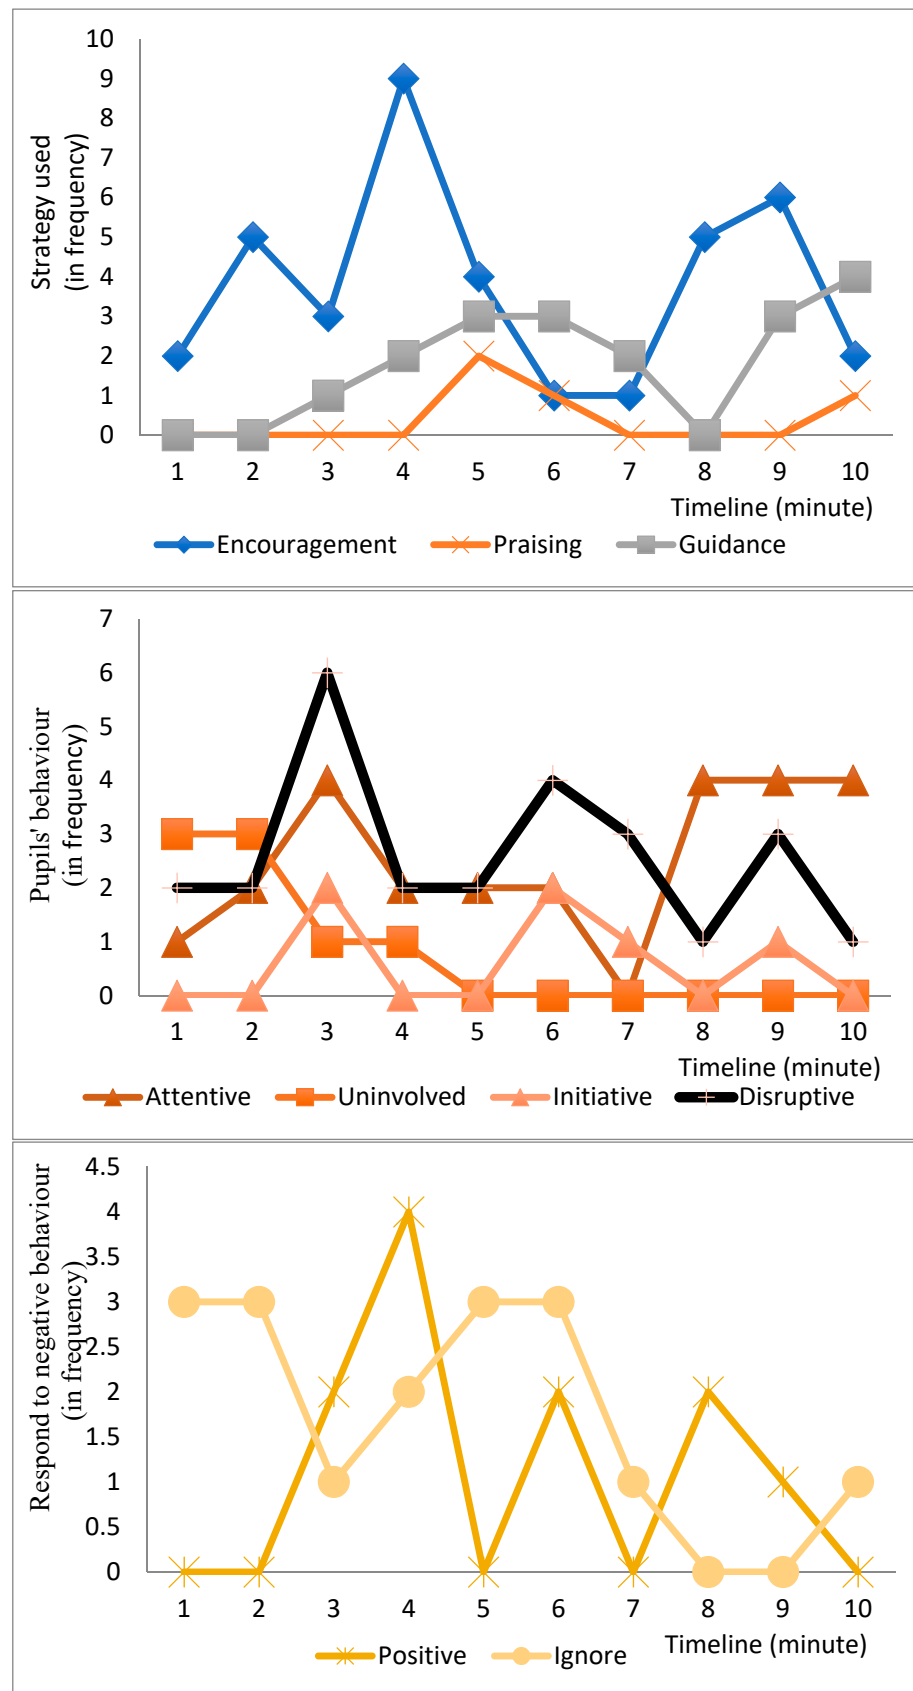 10
9
8
7
6
5
4
3
2
1
0
Strategy used
(in frequency)
1 2 3 4 5 6 7 8 9 10
Timeline (minute)
Encouragement Praising Guidance
7
6
5
4
3
2
1
0
Pupils' behaviour
(in frequency)
1 2 3 4 5 6 7 8 9 10
Timeline (minute)
Attentive Uninvolved Initiative Disruptive
4.5
4
3.5
3
2.5
2
1.5
1
0.5
0
Respond to negative behaviour
(in frequency)
1 2 3 4 5 6 7 8 9 10
Timeline (minute)
Positive Ignore